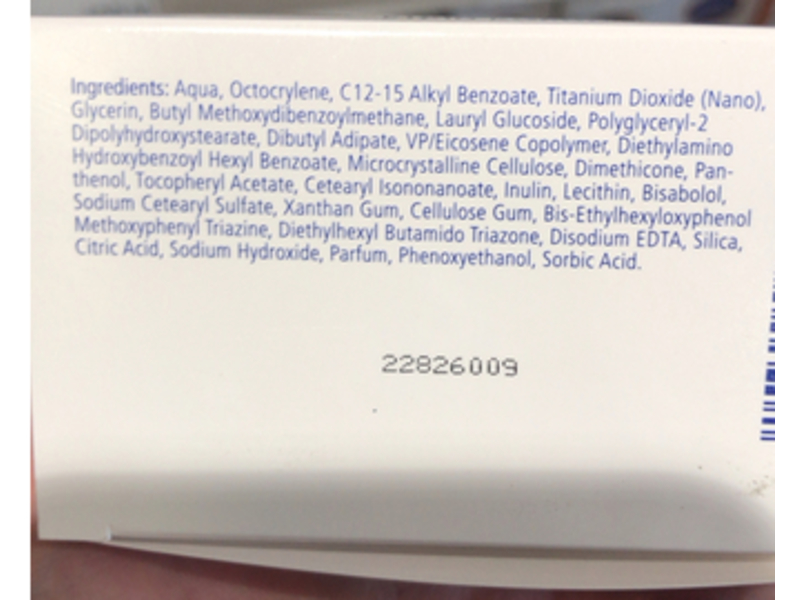 Ingredients: Aqua, Octocrylene, C12-15 Alkyl Benzoate, Titanium Dioxide (Nano),
Glycerin, Butyl Methoxydibenzoylmethane, Lauryl Glucoside, Polyglyceryl-2
Dipolyhydroxystearate, Dibutyl Adipate, VP/Eicosene Copolymer, Diethylamino
Hydroxybenzoyl Hexyl Benzoate, Microcrystalline Cellulose, Dimethicone, Pan-
thenol, Tocopheryl Acetate, Cetearyl Isononanoate, Inulin, Lecithin, Bisabolol,
Sodium Cetearyl Sulfate, Xanthan Gum, Cellulose Gum, Bis-Ethylhexyloxyphenol
Methoxyphenyl Triazine, Diethylhexyl Butamido Triazone, Disodium EDTA, Silica,
Citric Acid, Sodium Hydroxide, Parfum, Phenoxyethanol, Sorbic Acid.
22826009